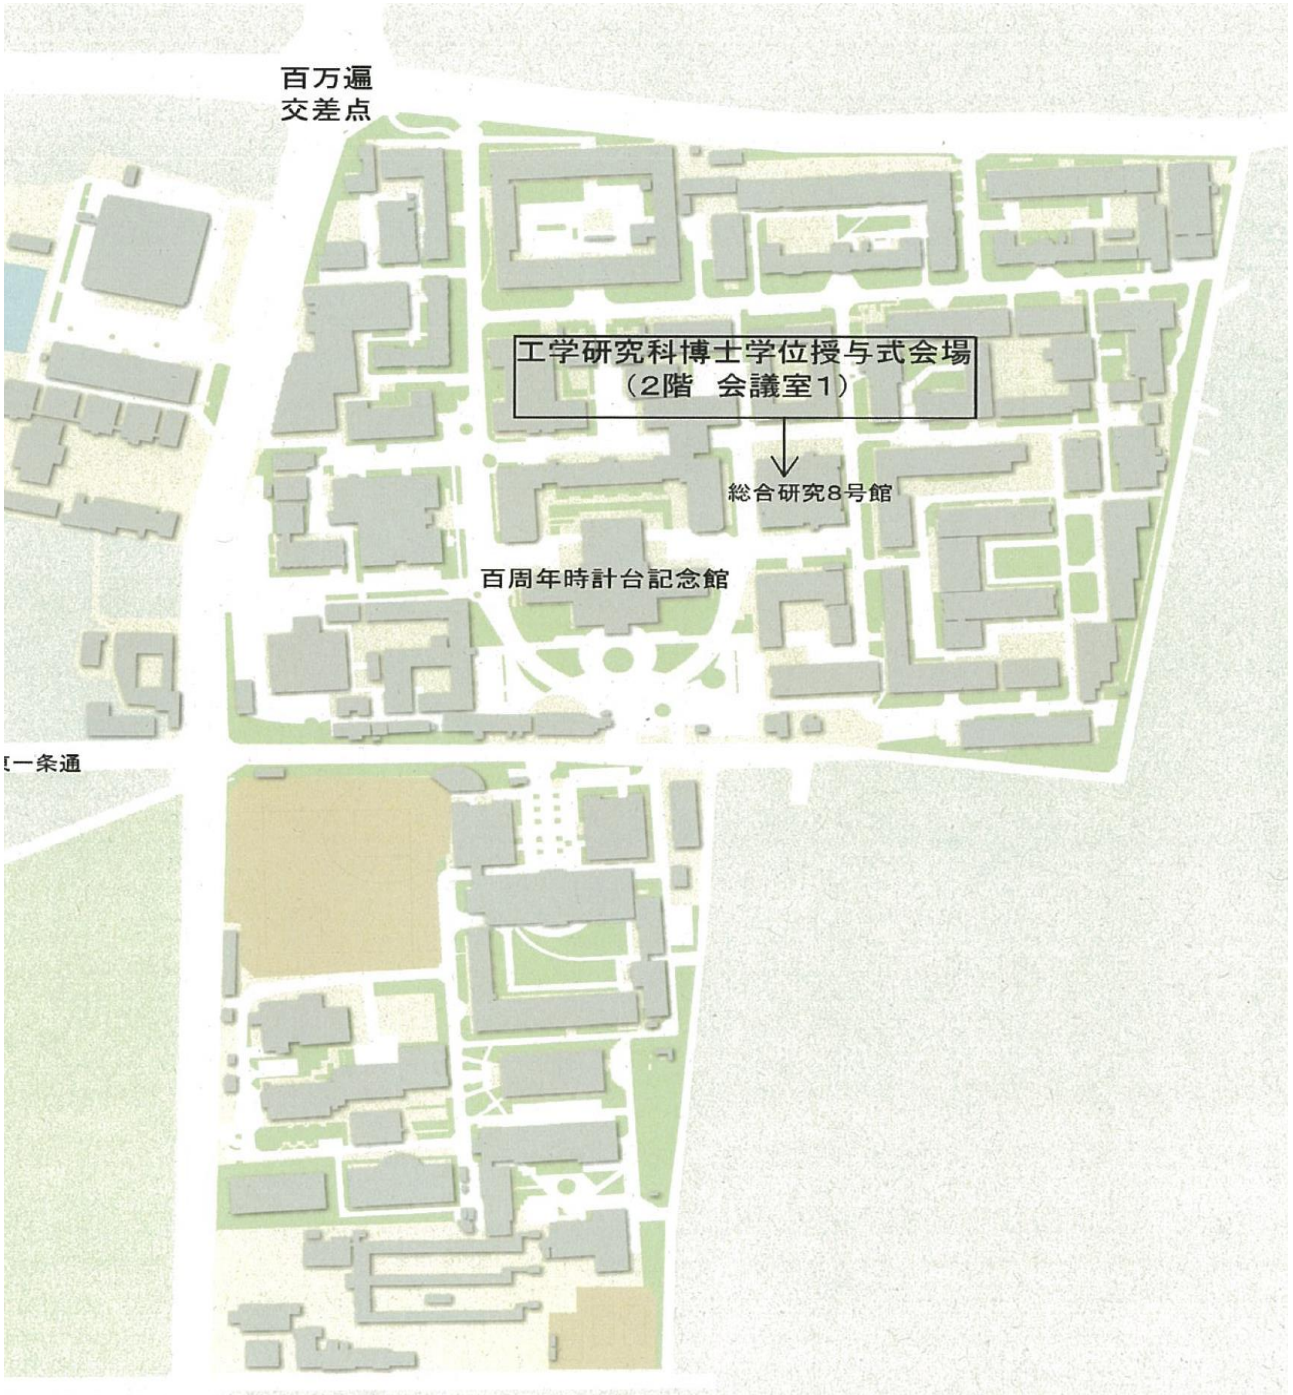 百万遍
交差点
工学研究科博士学位授与式会場
（2階　会議室1）
総合研究8号館
百周年時計台記念館
一条通